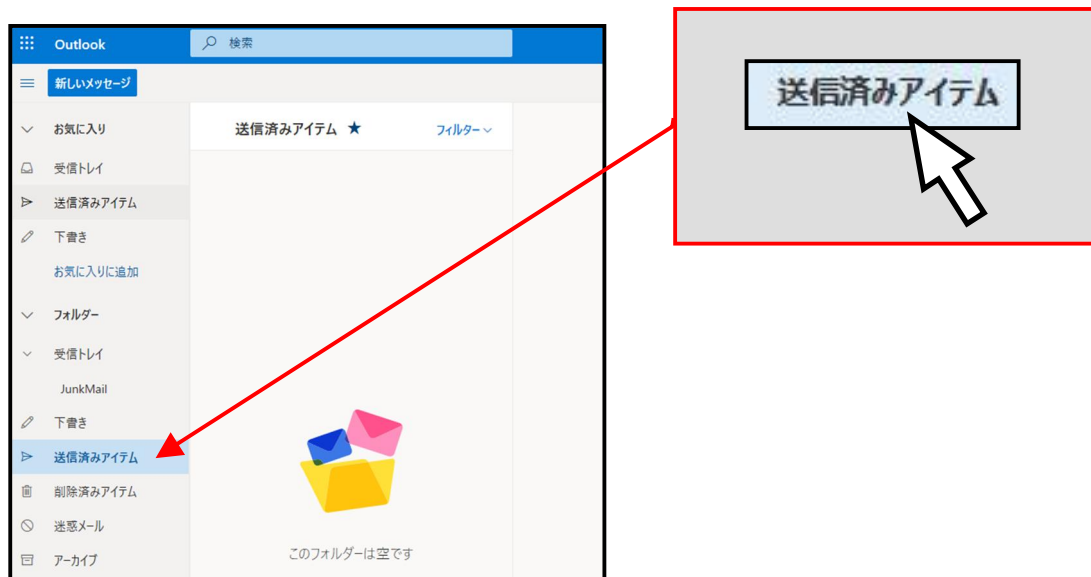 Outlook
検索
新しいメッセージ
お気に入り
受信トレイ
送信済みアイテム
下書き
お気に入りに追加
フォルダー
受信トレイ
JunkMail
下書き
送信済みアイテム
削除済みアイテム
迷惑メール
アーカイブ
送信済みアイテム ★ フィルター
このフォルダーは空です
送信済みアイテム